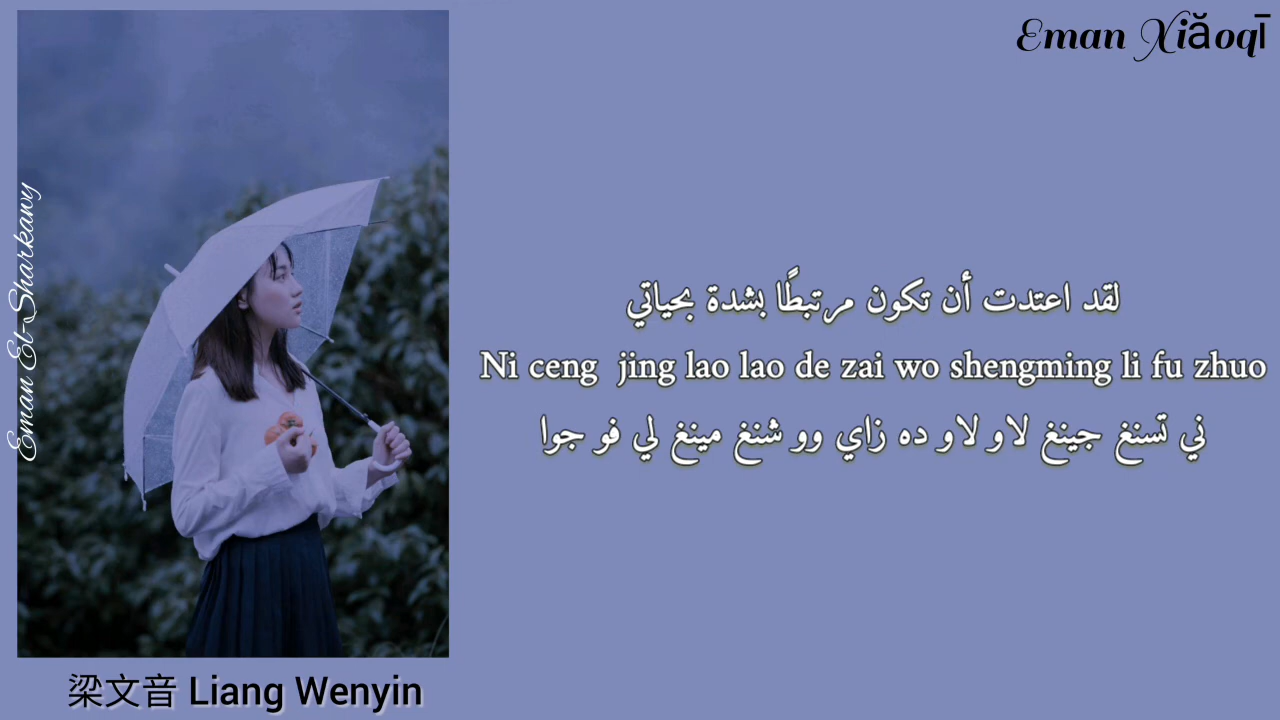 Eman Xiǎoqī
Eman El-Sharkawy
لقد اعتدت أن تكون مرتبطًا بشدة بحياتي
Ni ceng jing lao lao de zai wo shengming li fu zhuo
ني تسنغ جينغ لاو لاو ده زاي وو شنغ مينغ لي فو جوا
梁文音 Liang Wenyin